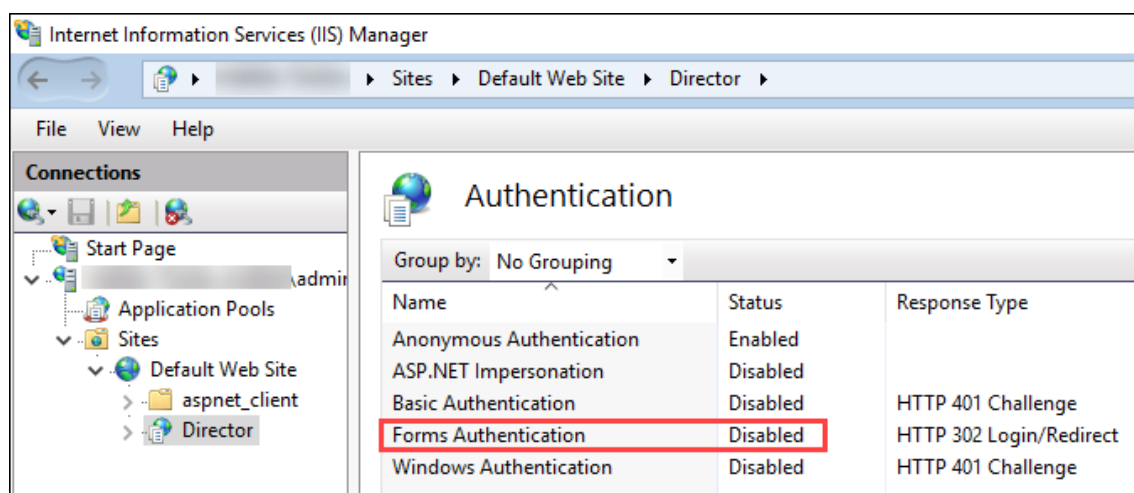 Internet Information Services (IIS) Manager
Sites Default Web Site Director
File View Help
Connections
Start Page
\admir
Application Pools
Sites
Default Web Site
aspnet_client
Director
Authentication
Group by: No Grouping
Name Status Response Type
Anonymous Authentication Enabled
ASP.NET Impersonation Disabled
Basic Authentication Disabled HTTP 401 Challenge
Forms Authentication Disabled HTTP 302 Login/Redirect
Windows Authentication Disabled HTTP 401 Challenge